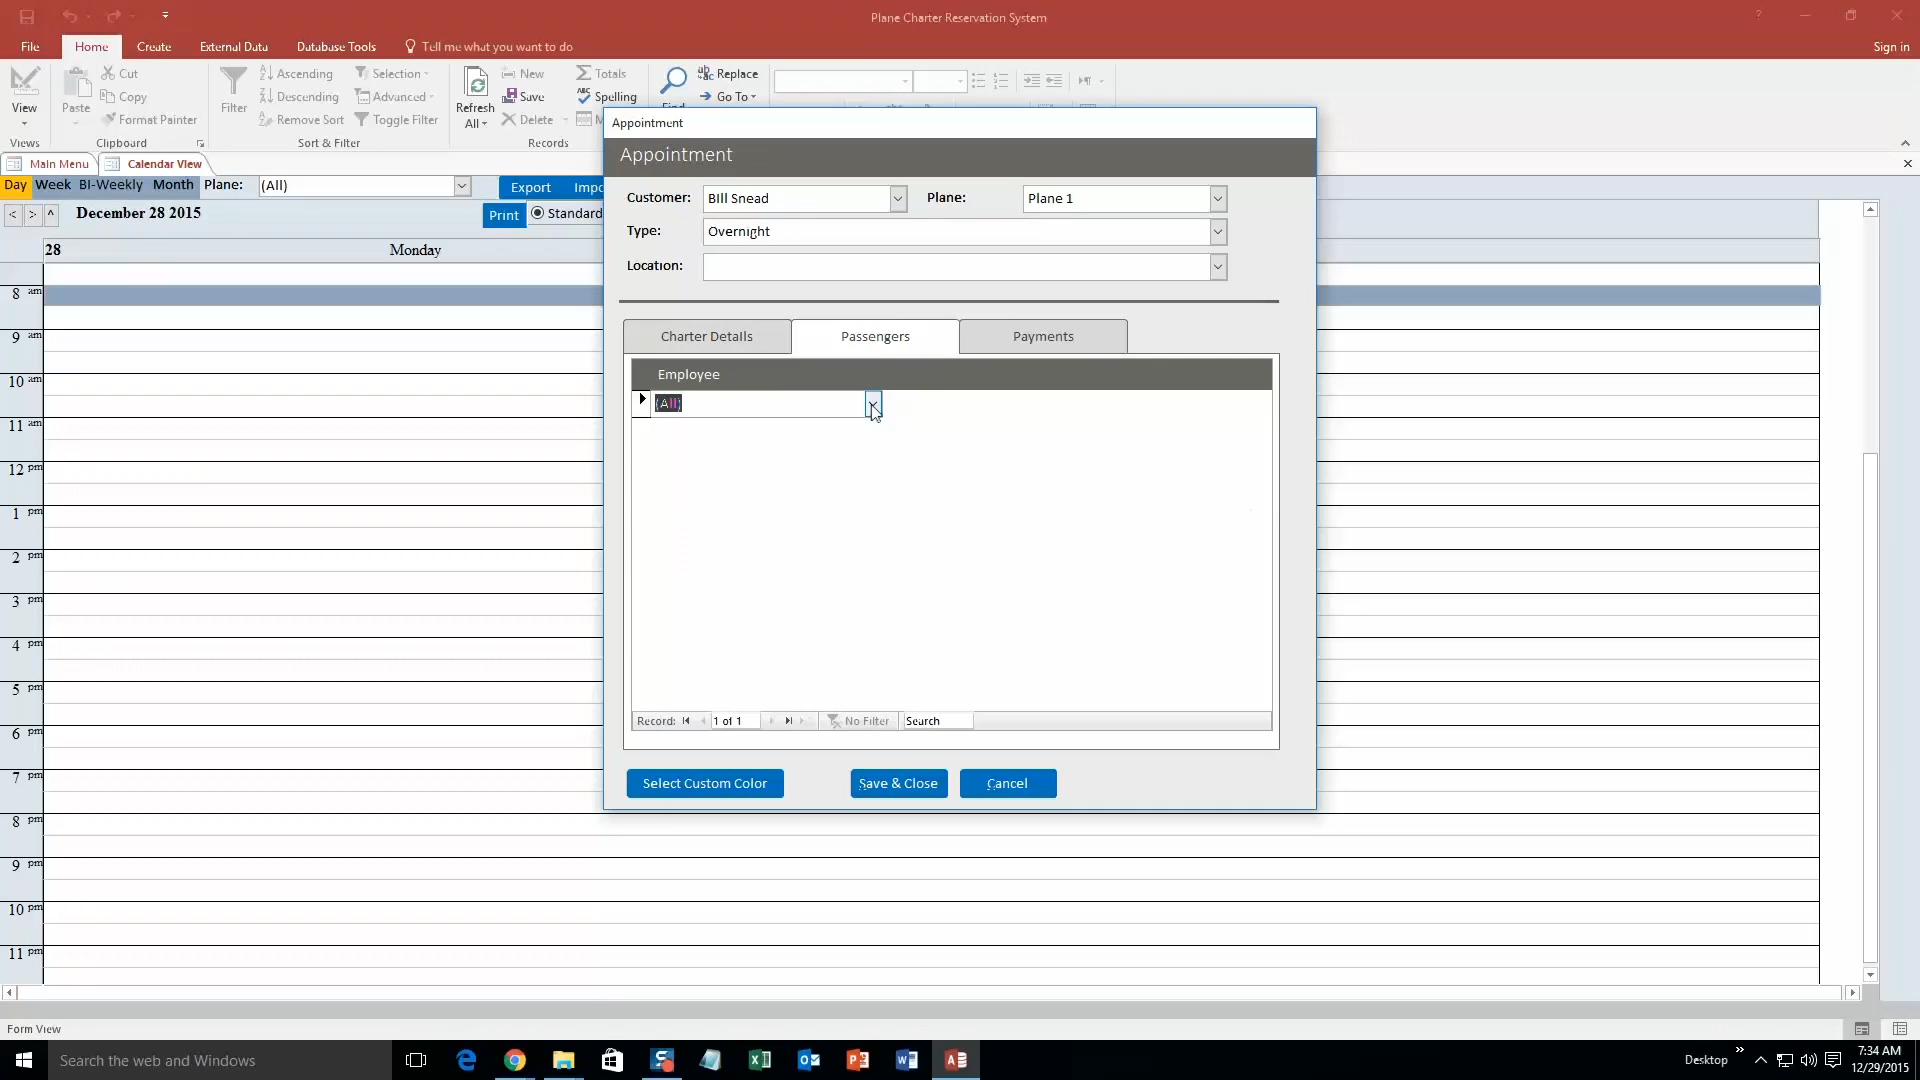 Plane Charter Reservation System
File Home Create External Data Database Tools Tell me what you want to do Sign in
View
Views
Paste
Cut
Copy
Format Painter
Clipboard
Filter
Ascending
Descending
Remove Sort
Selection
Advanced
Toggle Filter
Sort & Filter
Refresh
All
New
Save
Delete
Totals
Spelling
Records
Find
Replace
Go To
Main Menu Calendar View
Day Week BI-Weekly Month Plane: (All) Export Impo
< > ^ December 28 2015 Print Standard
28 Monday
8 am
9 am
10 am
11 am
12 pm
1 pm
2 pm
3 pm
4 pm
5 pm
6 pm
7 pm
8 pm
9 pm
10 pm
11 pm
Appointment
Appointment
Customer: BIll Snead Plane: Plane 1
Type: Overnight
Location:
Charter Details Passengers Payments
Employee
(All)
Record: 1 of 1 No Filter Search
Select Custom Color Save & Close Cancel
Form View
Search the web and Windows
Desktop
7:34 AM
12/29/2015